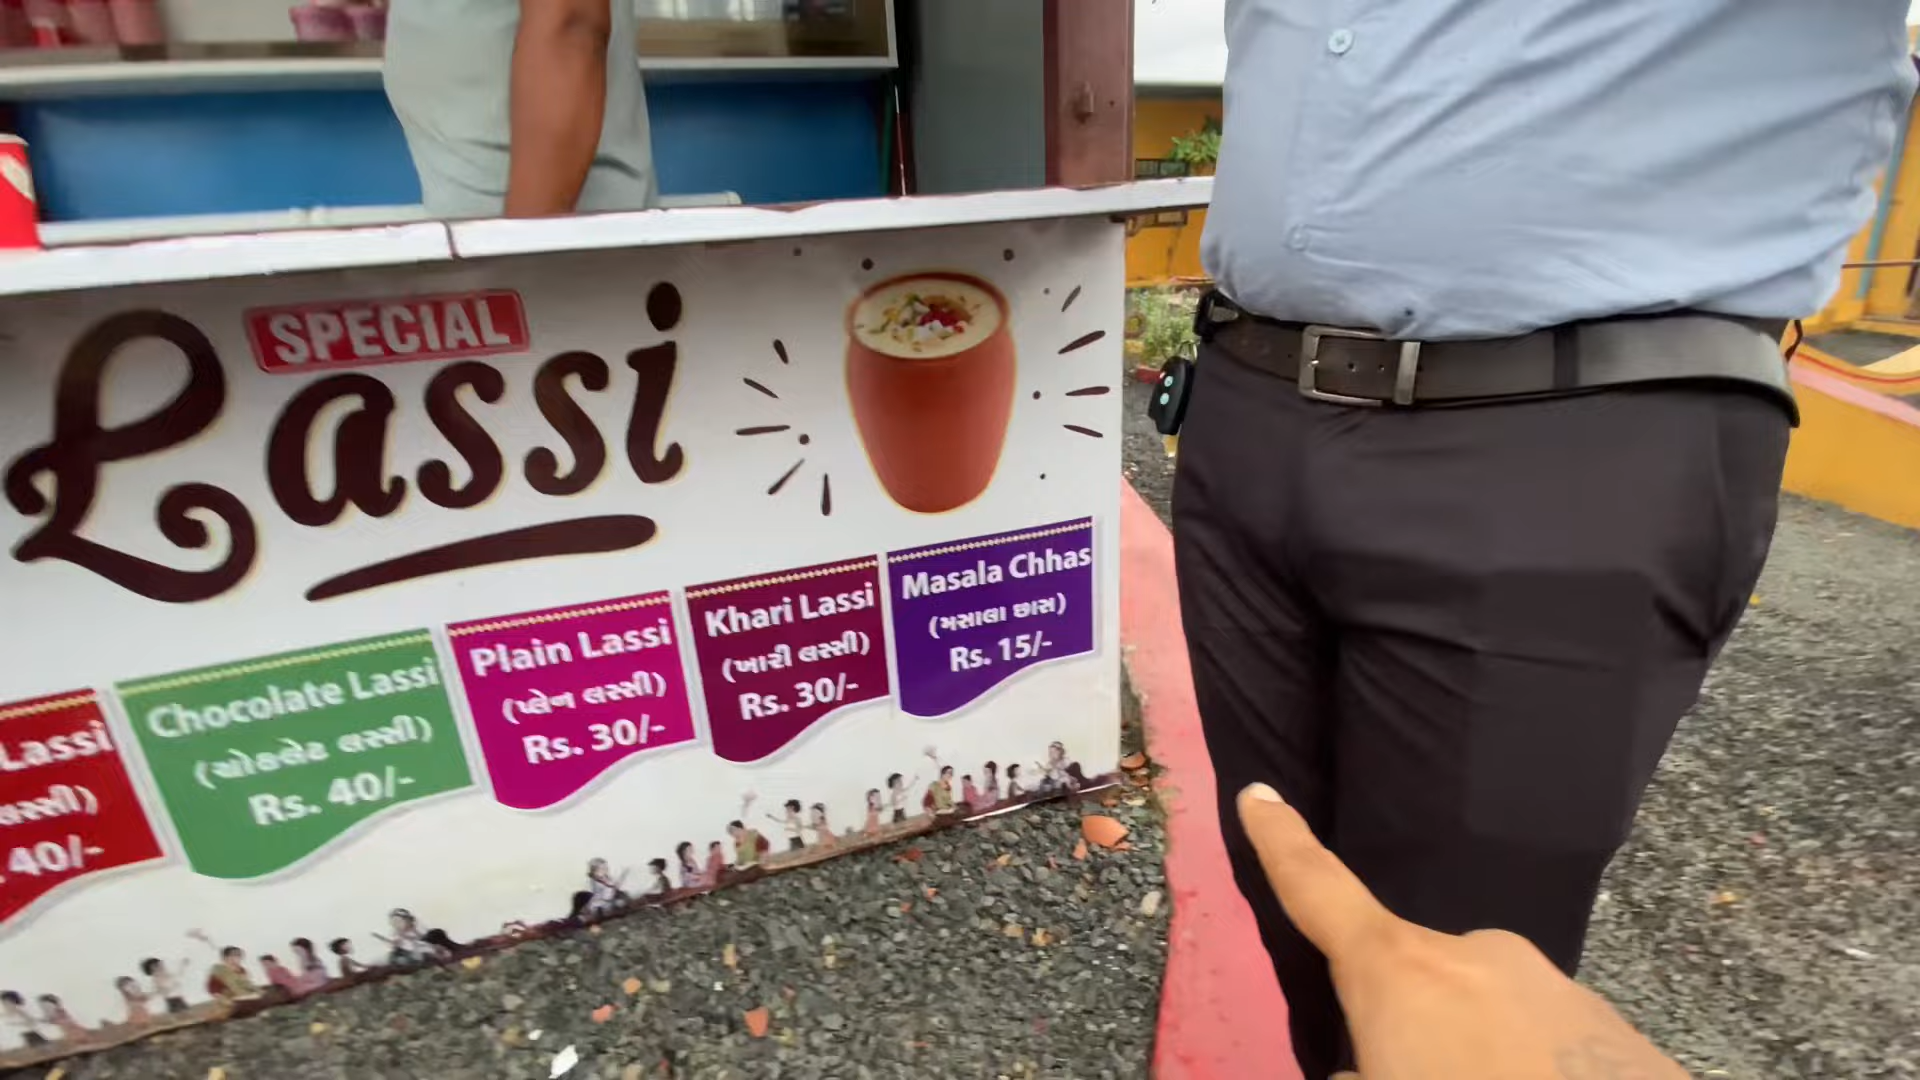 SPECIAL
Lassi
Lassi
લસ્સી)
40/-
Chocolate Lassi
(ચોકલેટ લસ્સી)
Rs. 40/-
Plain Lassi
(પ્લેન લસ્સી)
Rs. 30/-
Khari Lassi
(ખારી લસ્સી)
Rs. 30/-
Masala Chhas
(મસાલા છાસ)
Rs. 15/-